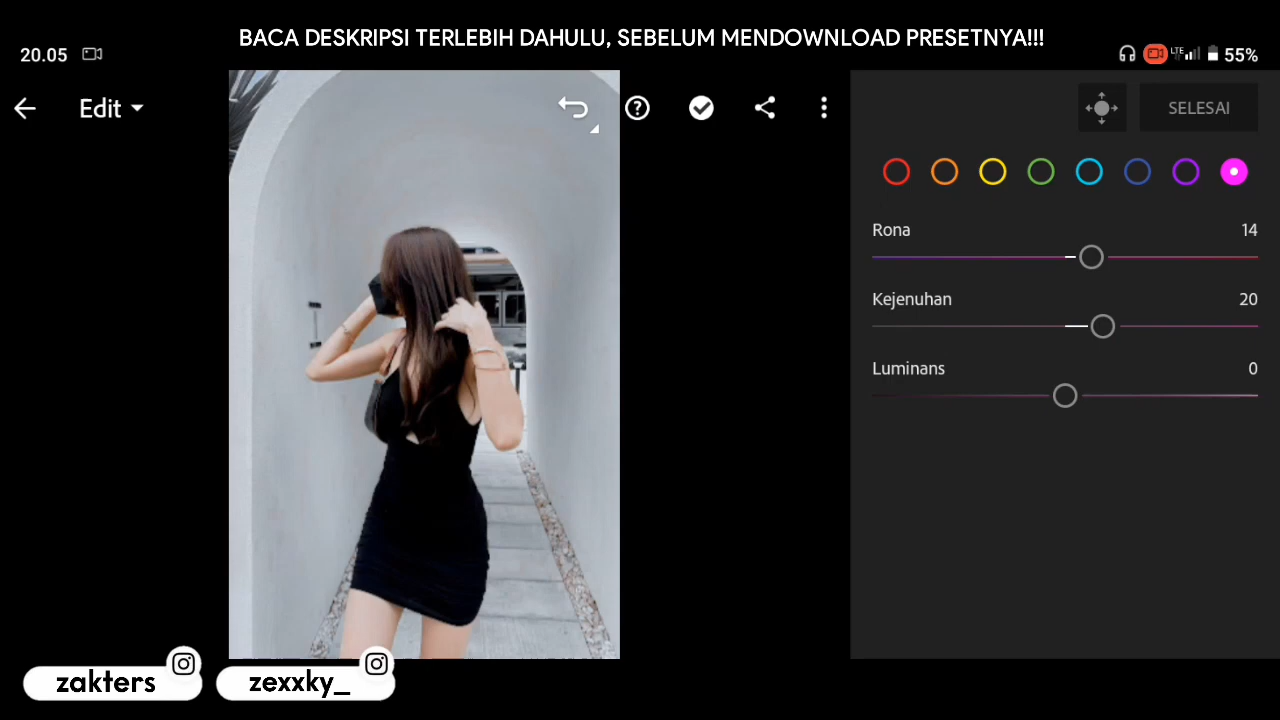 BACA DESKRIPSI TERLEBIH DAHULU, SEBELUM MENDOWNLOAD PRESETNYA!!!
20.05
LTE
55%
Edit
SELESAI
Rona 14
Kejenuhan 20
Luminans 0
zakters
zexxky_